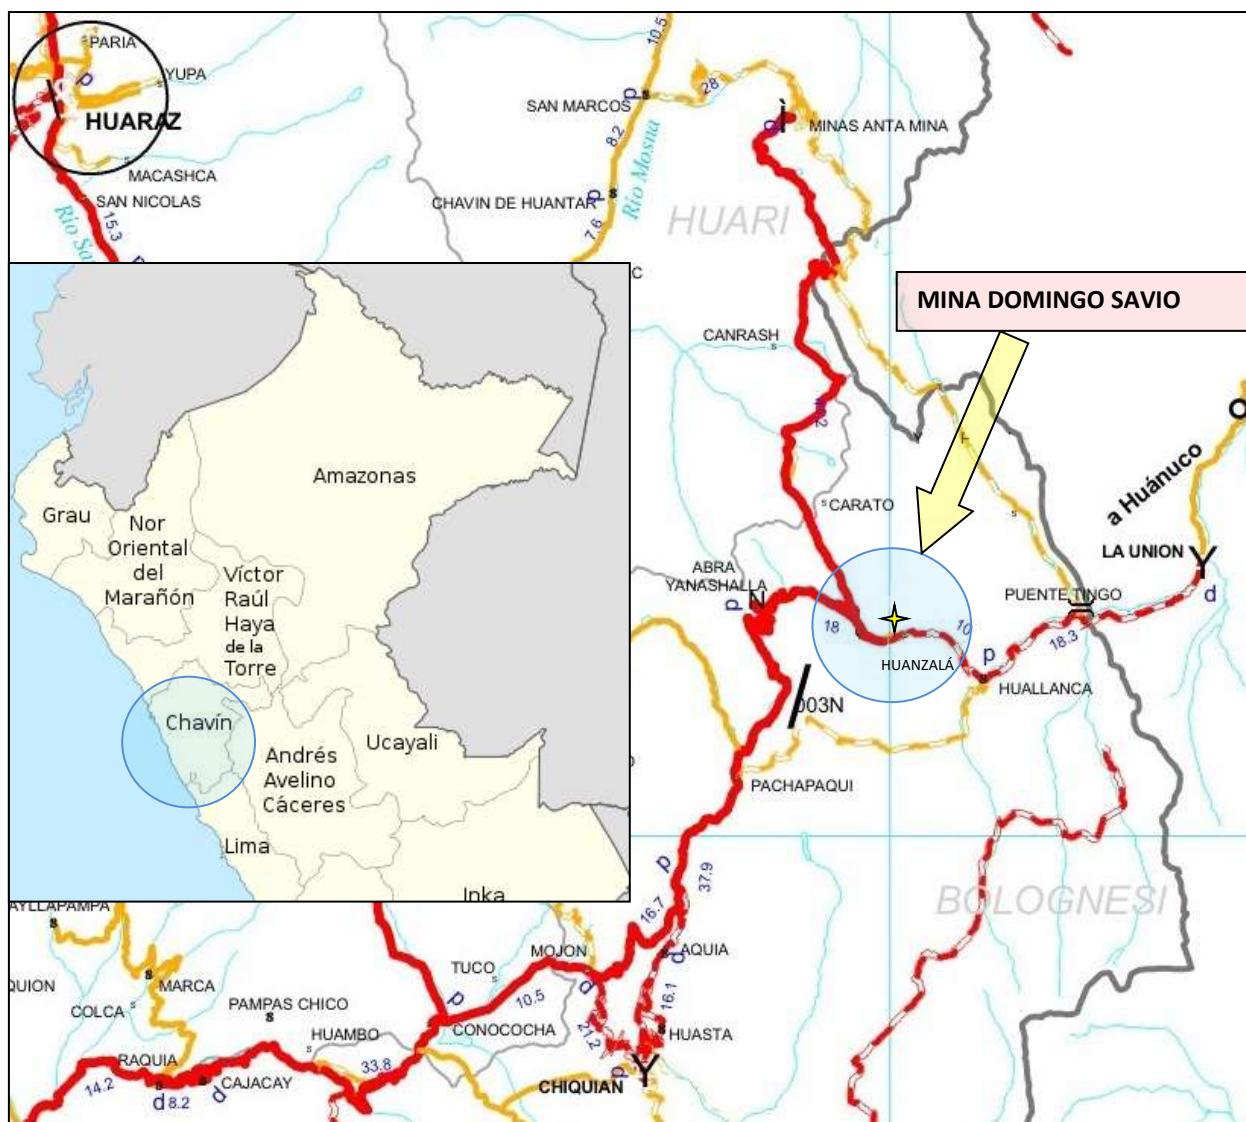 PARIA
YUPA
HUARAZ
MACASHCA
SAN NICOLAS
15.3
10.5
28
SAN MARCOS
MINAS ANTA MINA
8.2
CHAVIN DE HUANTAR
Río Mosna
7.6
HUARI
MINA DOMINGO SAVIO
CANRASH
CARATO
a Huánuco
LA UNION
ABRA
YANASHALLA
PUENTE TINGO
18
10
18.3
HUANZALÁ
HUALLANCA
003N
PACHAPAQUI
Amazonas
Grau
Nor
Oriental
del
Marañón
Víctor
Raúl
Haya
de la
Torre
Chavín
Andrés
Avelino
Cáceres
Ucayali
Lima
Inka
37.9
16.7
BOLOGNESI
AYLLAPAMPA
MOJON
AQUIA
TUCO
MARCA
QUION
COLCA
PAMPAS CHICO
10.5
16.1
21.2
HUAMBO
CONOCOCHA
HUASTA
RAQUIA
33.8
14.2
CAJACAY
8.2
CHIQUIAN